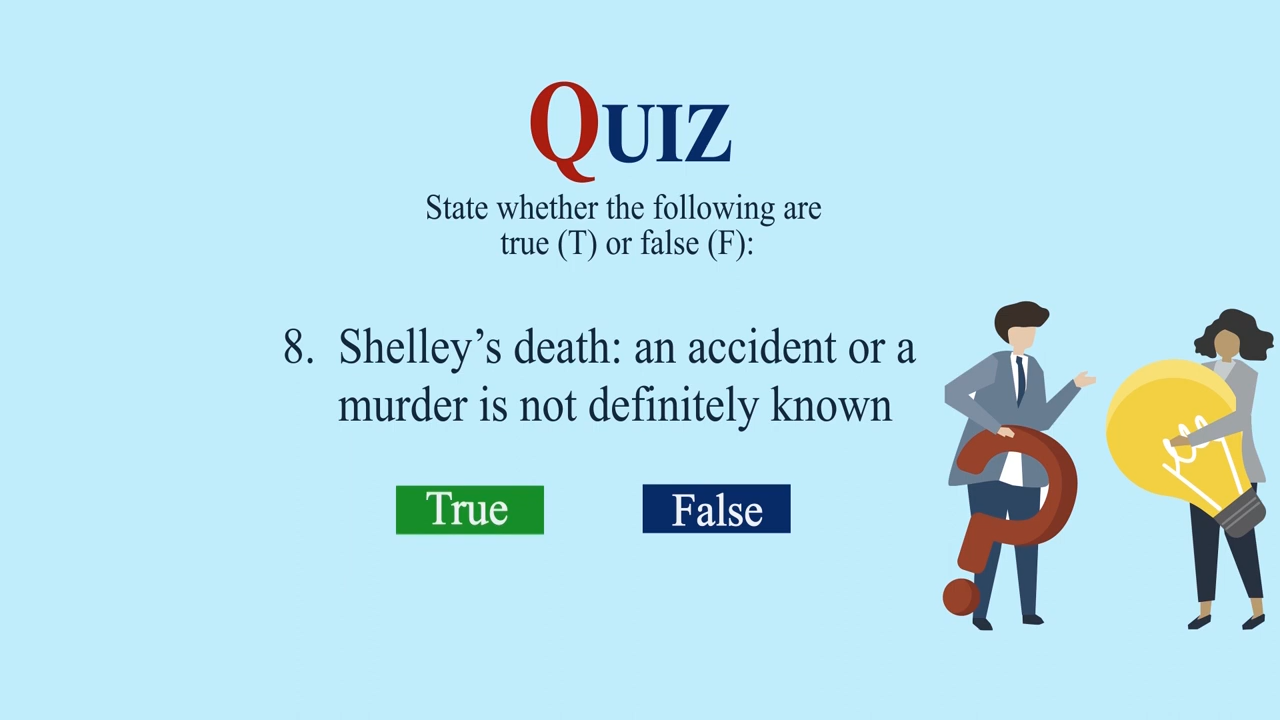 QUIZ
State whether the following are
true (T) or false (F):
8. Shelley’s death: an accident or a
murder is not definitely known
True
False